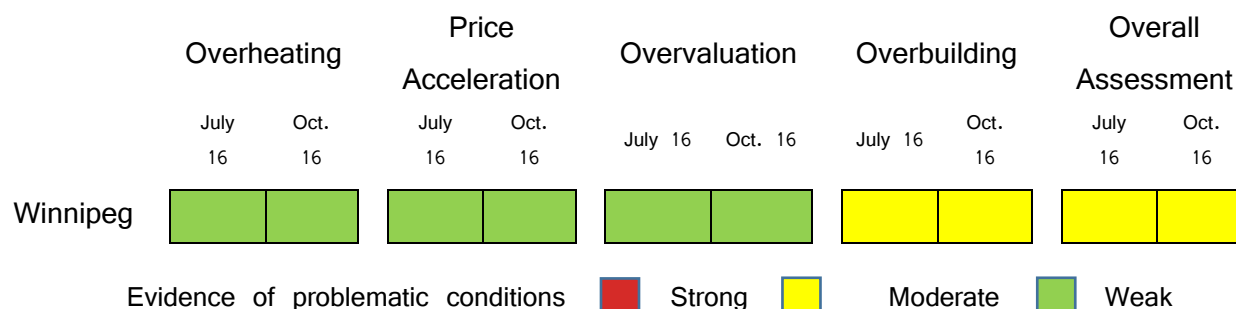 Overheating Price Acceleration Overvaluation Overbuilding Overall Assessment
July 16 Oct. 16 July 16 Oct. 16 July 16 Oct. 16 July 16 Oct. 16 July 16 Oct. 16
Winnipeg
Evidence of problematic conditions Strong Moderate Weak